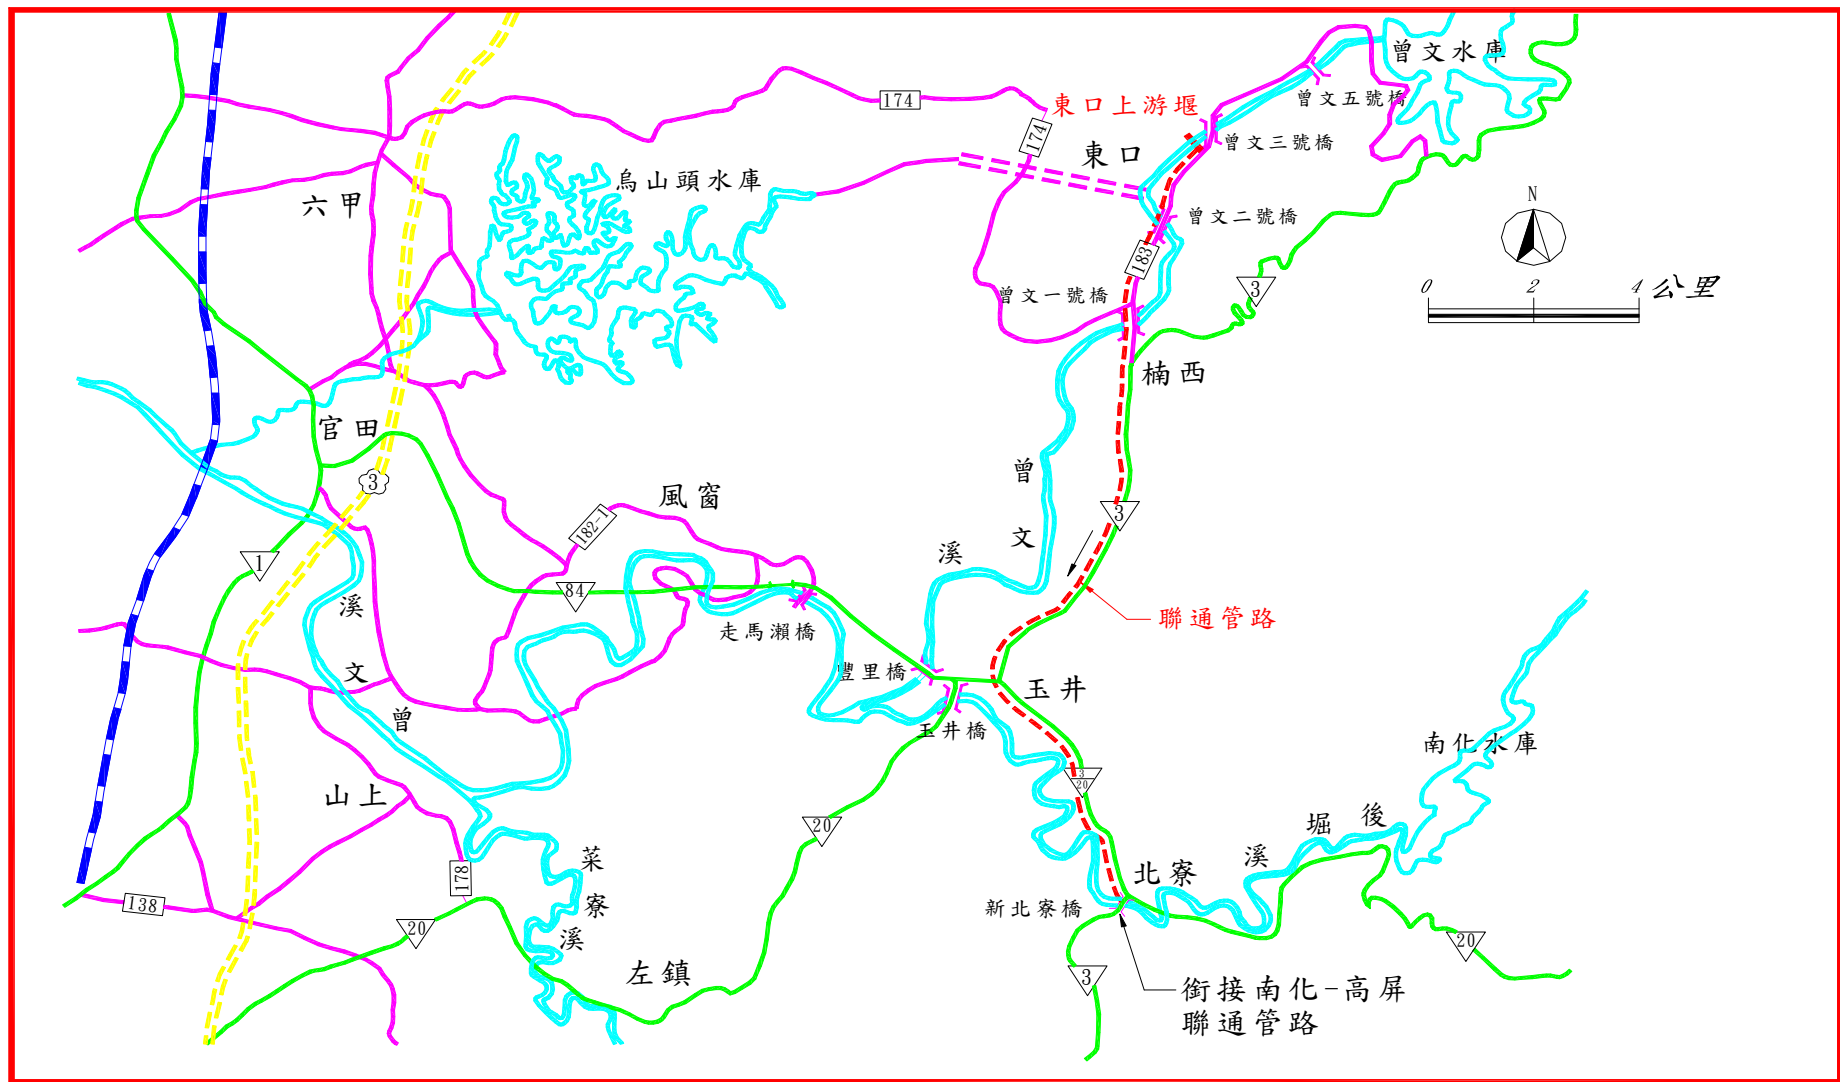 曾文水庫
曾文五號橋
174
東口上游堰
174
曾文三號橋
東口
烏山頭水庫
六甲
N
曾文二號橋
183
3
0 2 4 公里
曾文一號橋
楠西
官田
3
曾文溪
風窗
182-1
3
1
84
溪文曾
走馬瀨橋
聯通管路
豐里橋
玉井
玉井橋
南化水庫
3
20
山上
20
後堀溪
178
菜寮溪
北寮
138
新北寮橋
20
20
左鎮
3
銜接南化-高屏
聯通管路